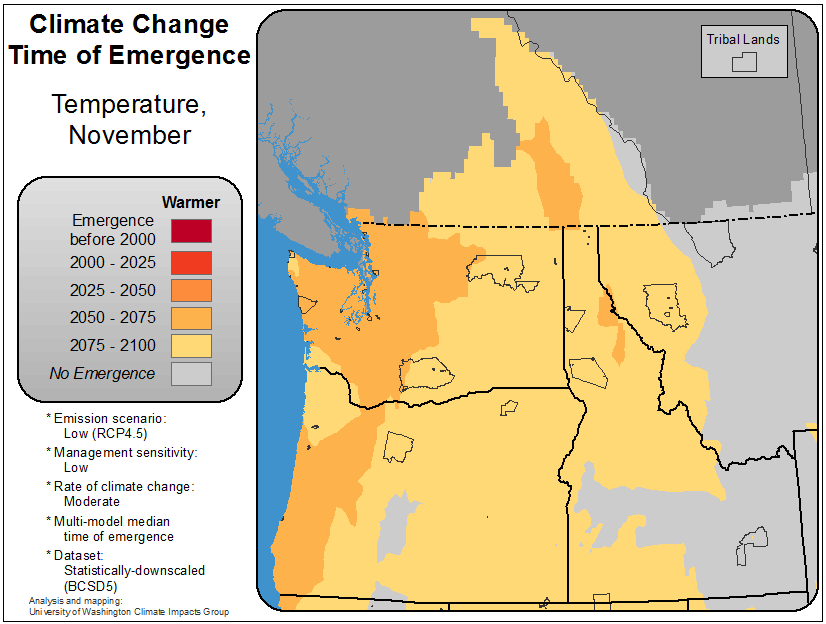 Climate Change
Time of Emergence
Temperature,
November
Warmer
Emergence
before 2000
2000 - 2025
2025 - 2050
2050 - 2075
2075 - 2100
No Emergence
* Emission scenario:
Low (RCP4.5)
* Management sensitivity:
Low
* Rate of climate change:
Moderate
* Multi-model median
time of emergence
* Dataset:
Statistically-downscaled
(BCSD5)
Analysis and mapping:
University of Washington Climate Impacts Group
Tribal Lands